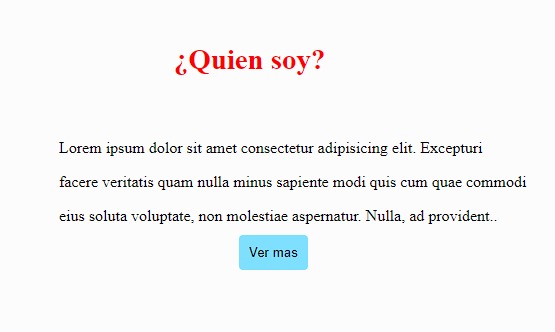 ¿Quien soy?
Lorem ipsum dolor sit amet consectetur adipisicing elit. Excepturi
facere veritatis quam nulla minus sapiente modi quis cum quae commodi
eius soluta voluptate, non molestiae aspernatur. Nulla, ad provident..
Ver mas